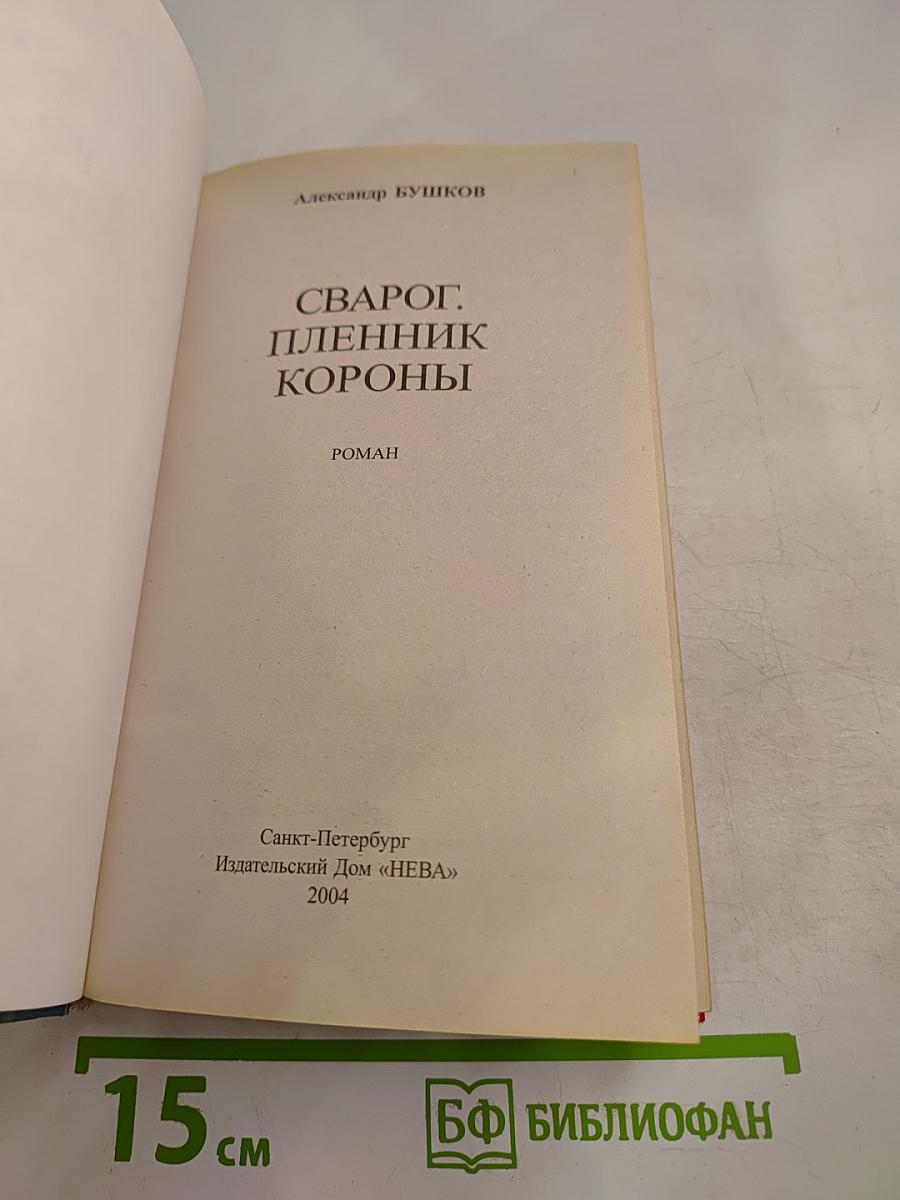 Александр БУШКОВ
СВАРОГ.
ПЛЕННИК
КОРОНЫ
РОМАН
Санкт-Петербург
Издательский Дом «НЕВА»
2004
15 см
БФ БИБЛИОФАН